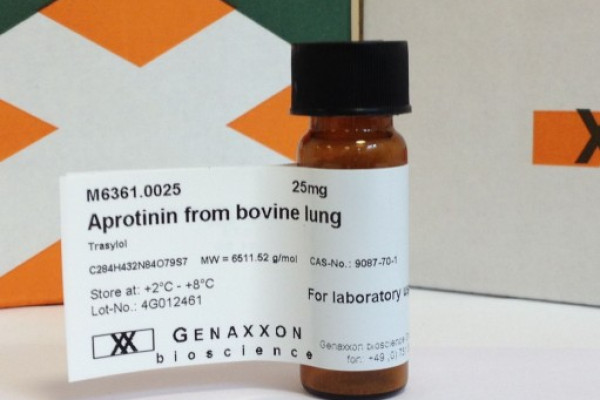 M6361.0025 25mg
Aprotinin from bovine lung
Trasylol
C284H432N84O79S7 MW = 6511.52 g/mol CAS-No.: 9087-70-1
Store at: +2°C - +8°C
Lot-No.: 4G012461
For laboratory
GENAXXON
bioscience
Genaxxon bioscience